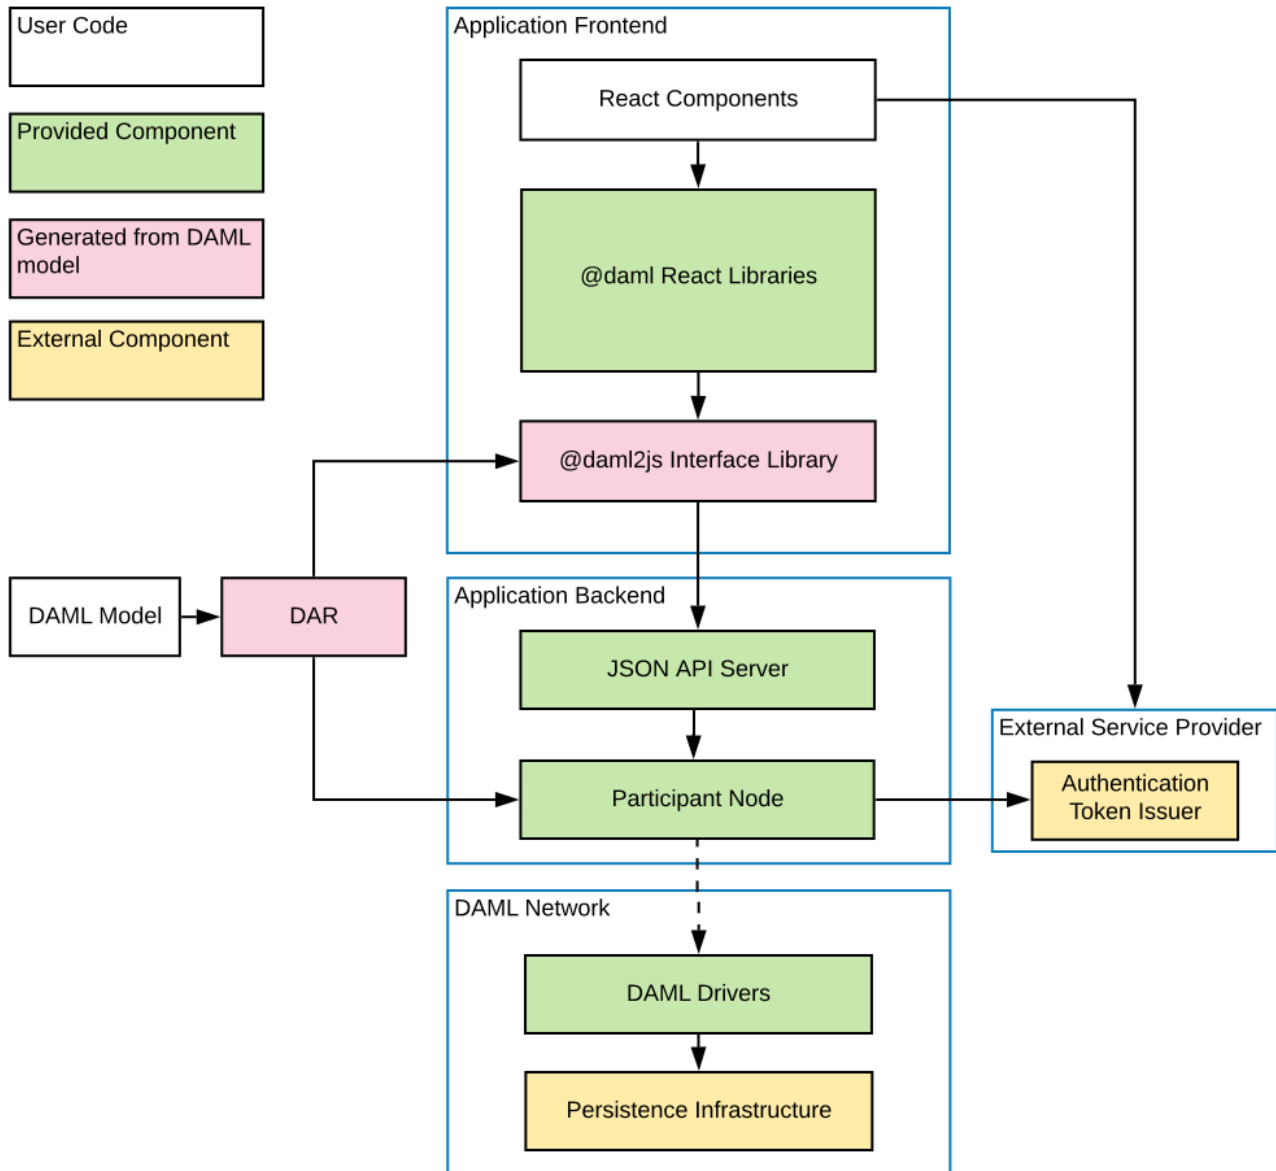 User Code
Provided Component
Generated from DAML
model
External Component
Application Frontend
React Components
@daml React Libraries
@daml2js Interface Library
DAML Model
DAR
Application Backend
JSON API Server
Participant Node
External Service Provider
Authentication
Token Issuer
DAML Network
DAML Drivers
Persistence Infrastructure